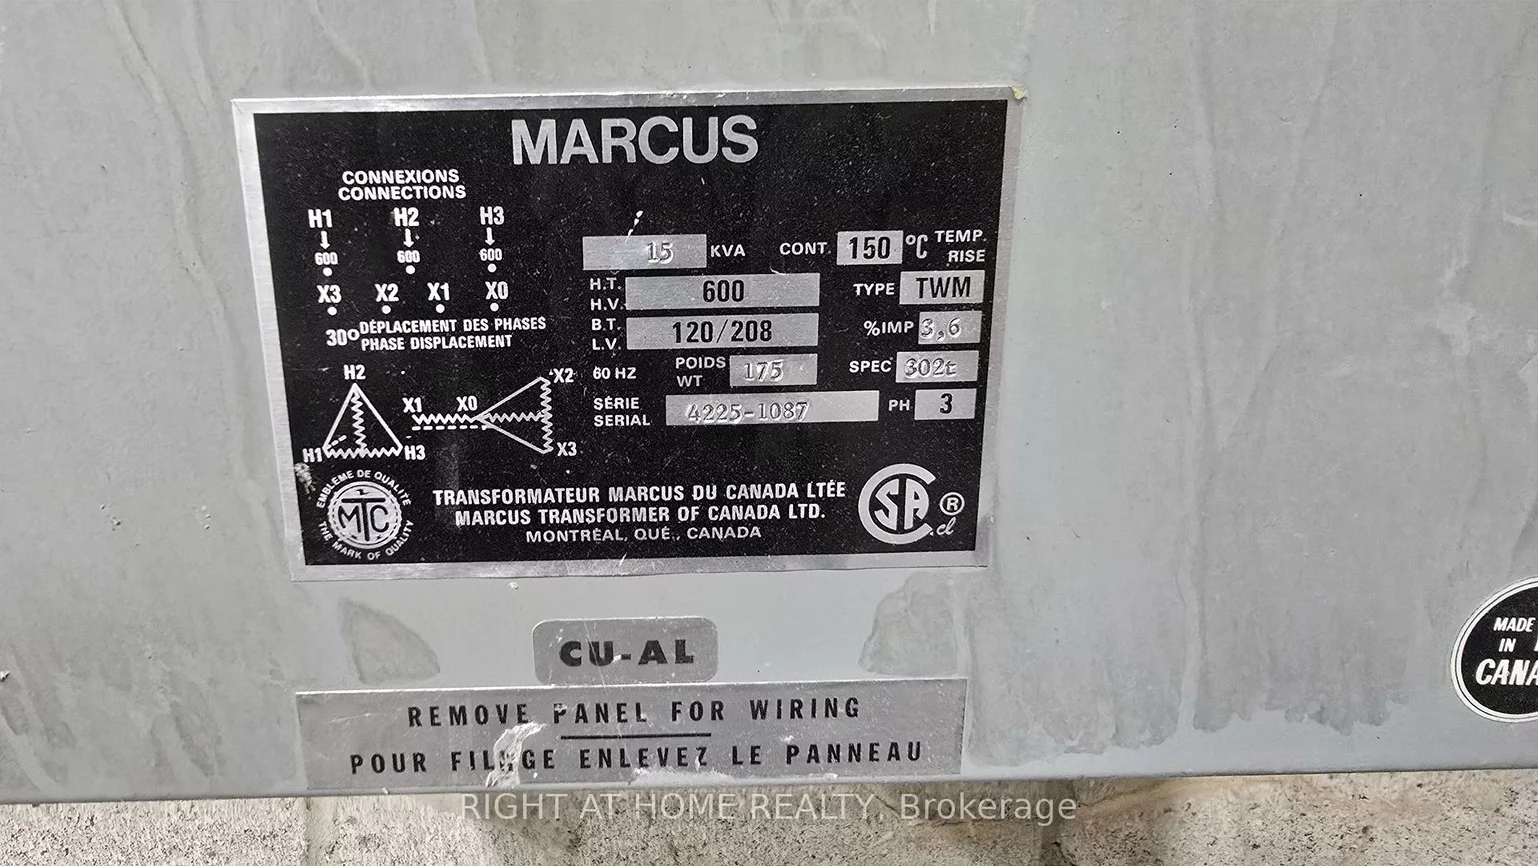 MARCUS
CONNEXIONS
CONNECTIONS
H1 H2 H3
600 600 600
X3 X2 X1 X0
30° DÉPLACEMENT DES PHASES
PHASE DISPLACEMENT
H2
H1 H3
X1 X0 X2
X3
15 KVA CONT. 150 °C TEMP. RISE
H.T. H.V. 600 TYPE TWM
B.T. L.V. 120/208 %IMP 3,6
60 HZ POIDS WT 175 SPEC 302t
SÉRIE SERIAL 4225-1087 PH 3
EMBLÈME DE QUALITÉ
MTC
THE MARK OF QUALITY
TRANSFORMATEUR MARCUS DU CANADA LTÉE
MARCUS TRANSFORMER OF CANADA LTD.
MONTRÉAL, QUÉ., CANADA
CSA ® cl
CU-AL
REMOVE PANEL FOR WIRING
POUR FILAGE ENLEVEZ LE PANNEAU
MADE
IN
CANA
RIGHT AT HOME REALTY, Brokerage